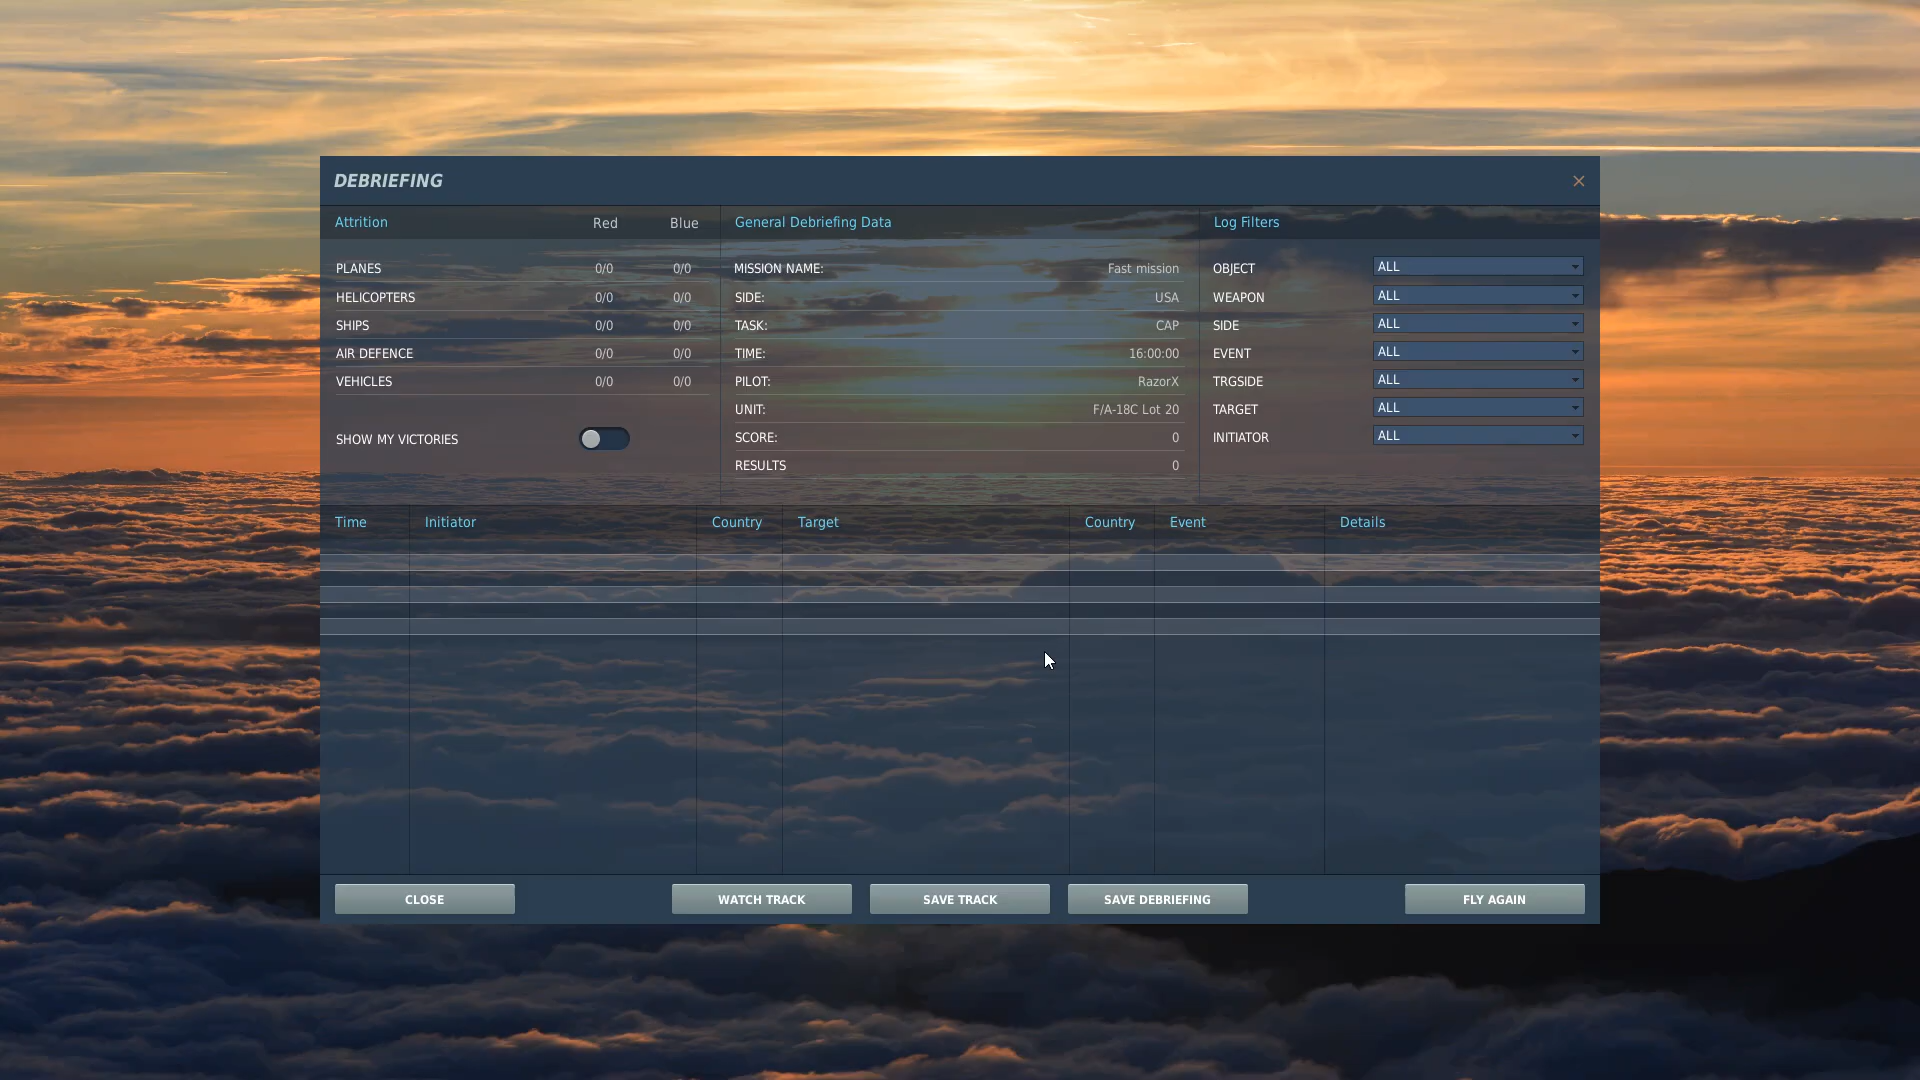 DEBRIEFING
Attrition Red Blue
PLANES 0/0 0/0
HELICOPTERS 0/0 0/0
SHIPS 0/0 0/0
AIR DEFENCE 0/0 0/0
VEHICLES 0/0 0/0
SHOW MY VICTORIES
General Debriefing Data
MISSION NAME: Fast mission
SIDE: USA
TASK: CAP
TIME: 16:00:00
PILOT: RazorX
UNIT: F/A-18C Lot 20
SCORE: 0
RESULTS 0
Log Filters
OBJECT ALL
WEAPON ALL
SIDE ALL
EVENT ALL
TRGSIDE ALL
TARGET ALL
INITIATOR ALL
Time Initiator Country Target Country Event Details
CLOSE WATCH TRACK SAVE TRACK SAVE DEBRIEFING FLY AGAIN